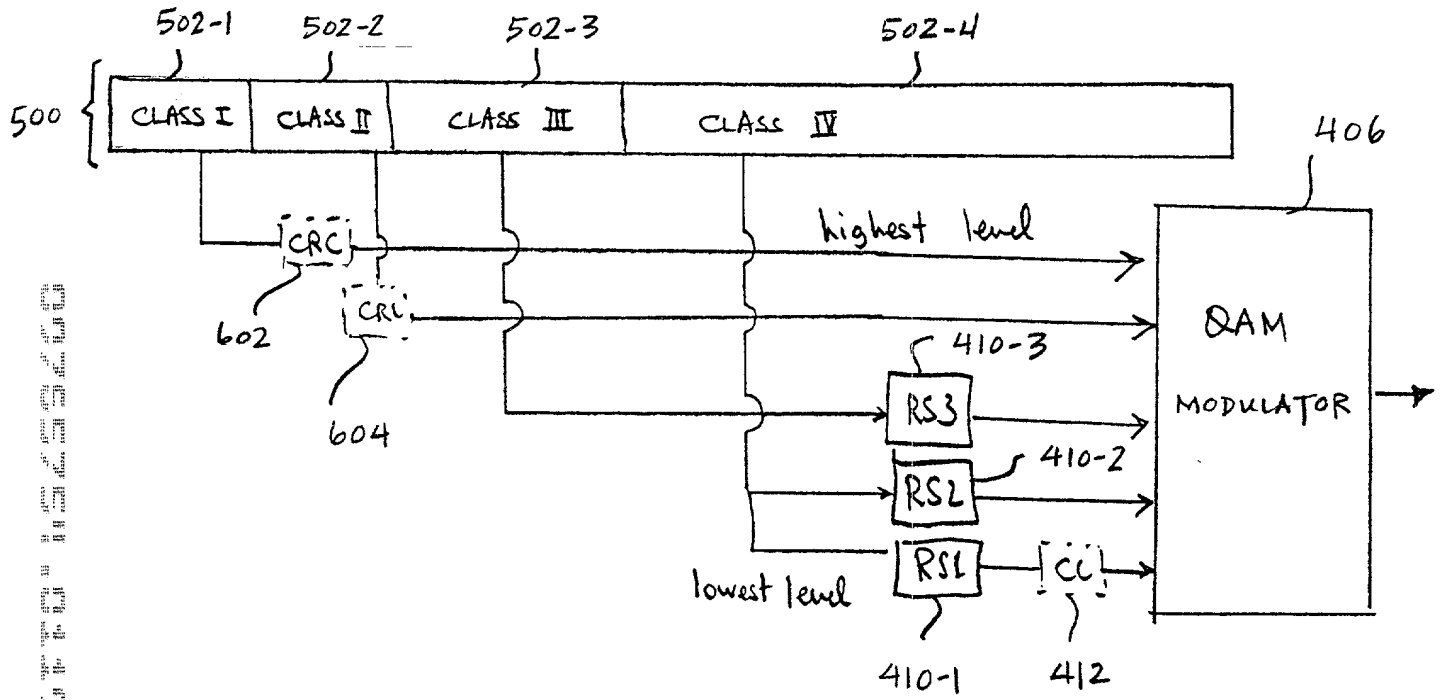 502-1 502-2 502-3 502-4
500
CLASS I CLASS II CLASS III CLASS IV
406
CRC
highest level
602
CRC
604
QAM
MODULATOR
410-3
RS3
410-2
RS2
lowest level
RS1
CC
410-1
412